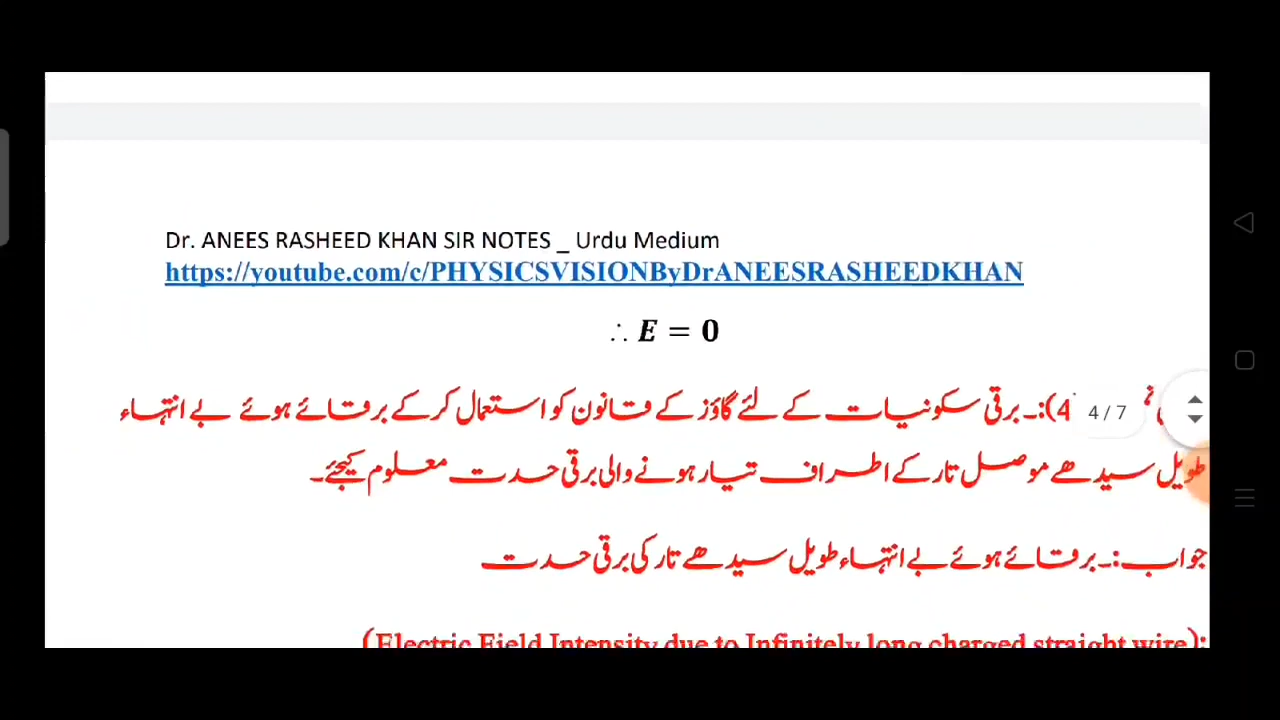 Dr. ANEES RASHEED KHAN SIR NOTES _ Urdu Medium
https://youtube.com/c/PHYSICSVISIONByDrANEESRASHEEDKHAN
∴ E = 0
4):۔ برقی سکونیات کے لئے گاؤز کے قانون کو استعمال کرکے برقائے ہوئے بے انتہاء
4 / 7
طویل سیدھے موصل تار کے اطراف تیار ہونے والی برقی حدت معلوم کیجئے۔
جواب:۔ برقائے ہوئے بے انتہاء طویل سیدھے تار کی برقی حدت
(Electric Field Intensity due to Infinitely long charged straight wire):